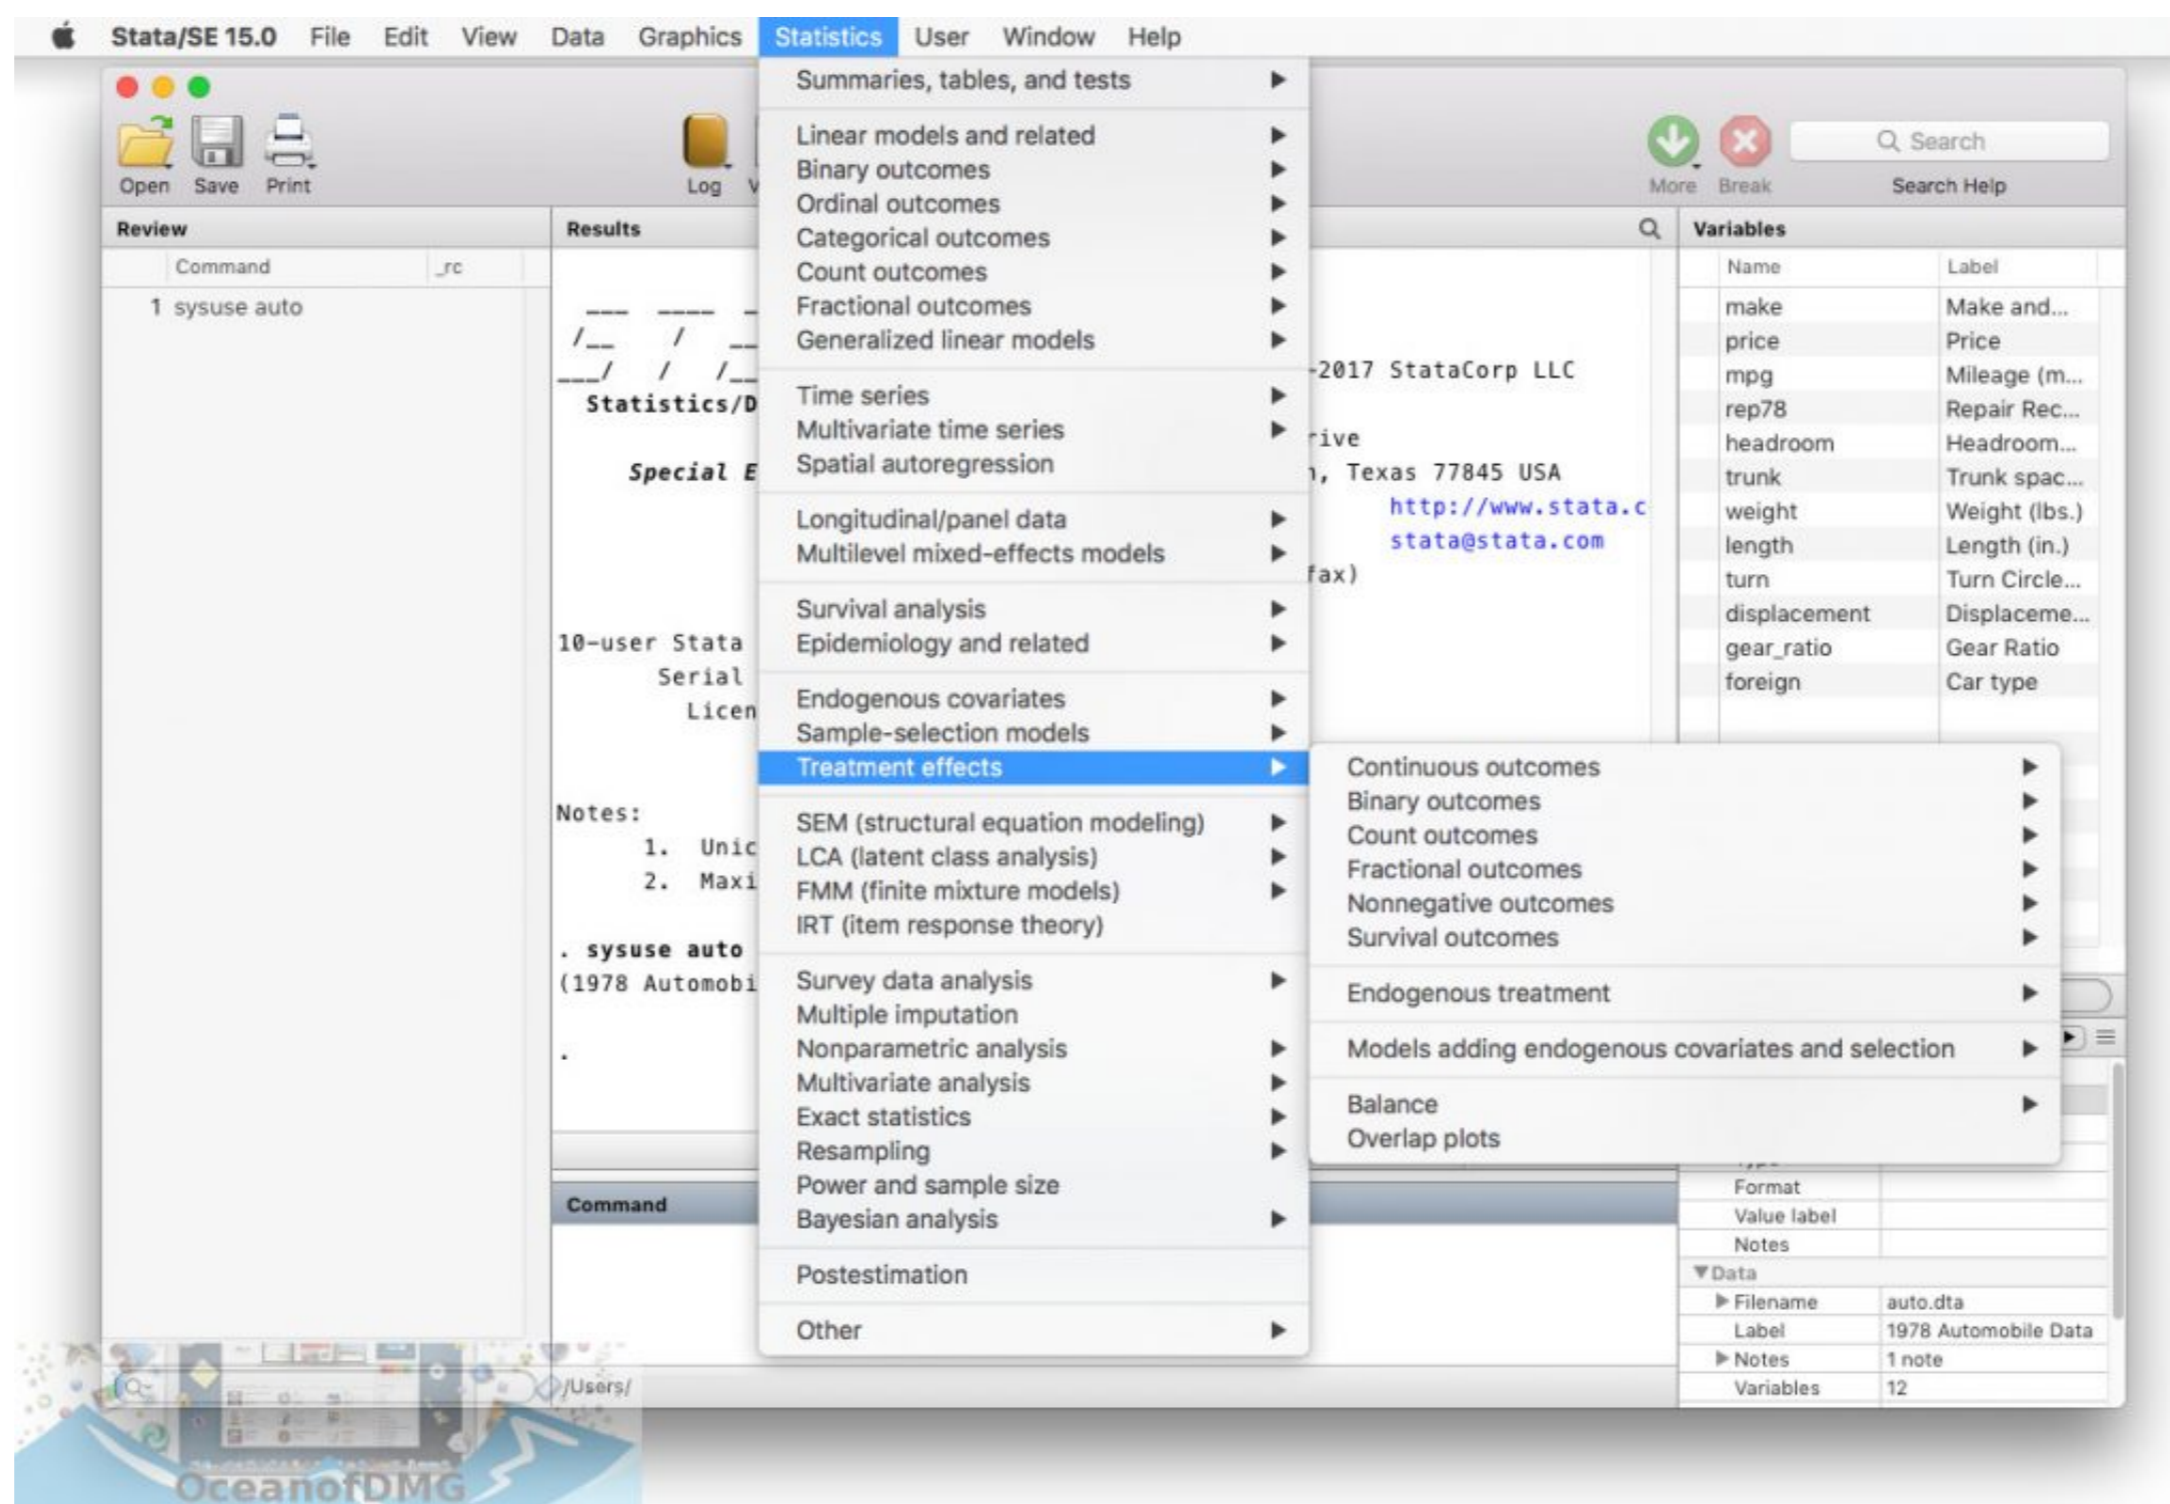 Stata/SE 15.0 File Edit View Data Graphics Statistics User Window Help
Open Save Print
Log
More Break
Search
Search Help
Review
Command _rc
1 sysuse auto
Results
Statistics/D
Special E
10-user Stata
Serial
Licen
Notes:
1. Unic
2. Maxi
. sysuse auto
(1978 Automobi
.
-2017 StataCorp LLC
rive
, Texas 77845 USA
http://www.stata.c
stata@stata.com
fax)
Command
/Users/
Summaries, tables, and tests
Linear models and related
Binary outcomes
Ordinal outcomes
Categorical outcomes
Count outcomes
Fractional outcomes
Generalized linear models
Time series
Multivariate time series
Spatial autoregression
Longitudinal/panel data
Multilevel mixed-effects models
Survival analysis
Epidemiology and related
Endogenous covariates
Sample-selection models
Treatment effects
SEM (structural equation modeling)
LCA (latent class analysis)
FMM (finite mixture models)
IRT (item response theory)
Survey data analysis
Multiple imputation
Nonparametric analysis
Multivariate analysis
Exact statistics
Resampling
Power and sample size
Bayesian analysis
Postestimation
Other
Continuous outcomes
Binary outcomes
Count outcomes
Fractional outcomes
Nonnegative outcomes
Survival outcomes
Endogenous treatment
Models adding endogenous covariates and selection
Balance
Overlap plots
Variables
Name Label
make Make and...
price Price
mpg Mileage (m...
rep78 Repair Rec...
headroom Headroom...
trunk Trunk spac...
weight Weight (lbs.)
length Length (in.)
turn Turn Circle...
displacement Displaceme...
gear_ratio Gear Ratio
foreign Car type
Format
Value label
Notes
Data
Filename auto.dta
Label 1978 Automobile Data
Notes 1 note
Variables 12
OceanofDMG